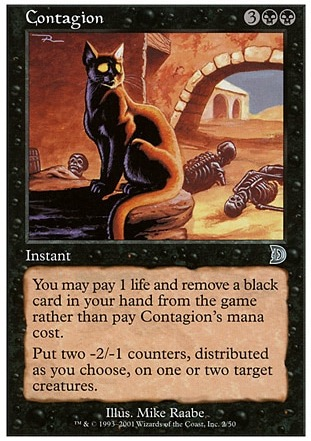 Contagion 3
R
Instant
You may pay 1 life and remove a black
card in your hand from the game
rather than pay Contagion's mana
cost.
Put two -2/-1 counters, distributed
as you choose, on one or two target
creatures.
Illus. Mike Raabe
™ & © 1993-2001 Wizards of the Coast, Inc. 2/50